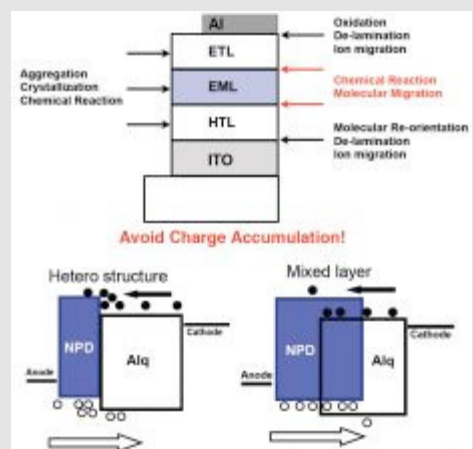 Al
Oxidation
De-lamination
Ion migration
ETL
Aggregation
Crystallization
Chemical Reaction
EML
Chemical Reaction
Molecular Migration
HTL
Molecular Re-orientation
De-lamination
Ion migration
ITO
Avoid Charge Accumulation!
Hetero structure
NPD
Alq
Cathode
Anode
Mixed layer
NPD
Alq
Cathode
Anode